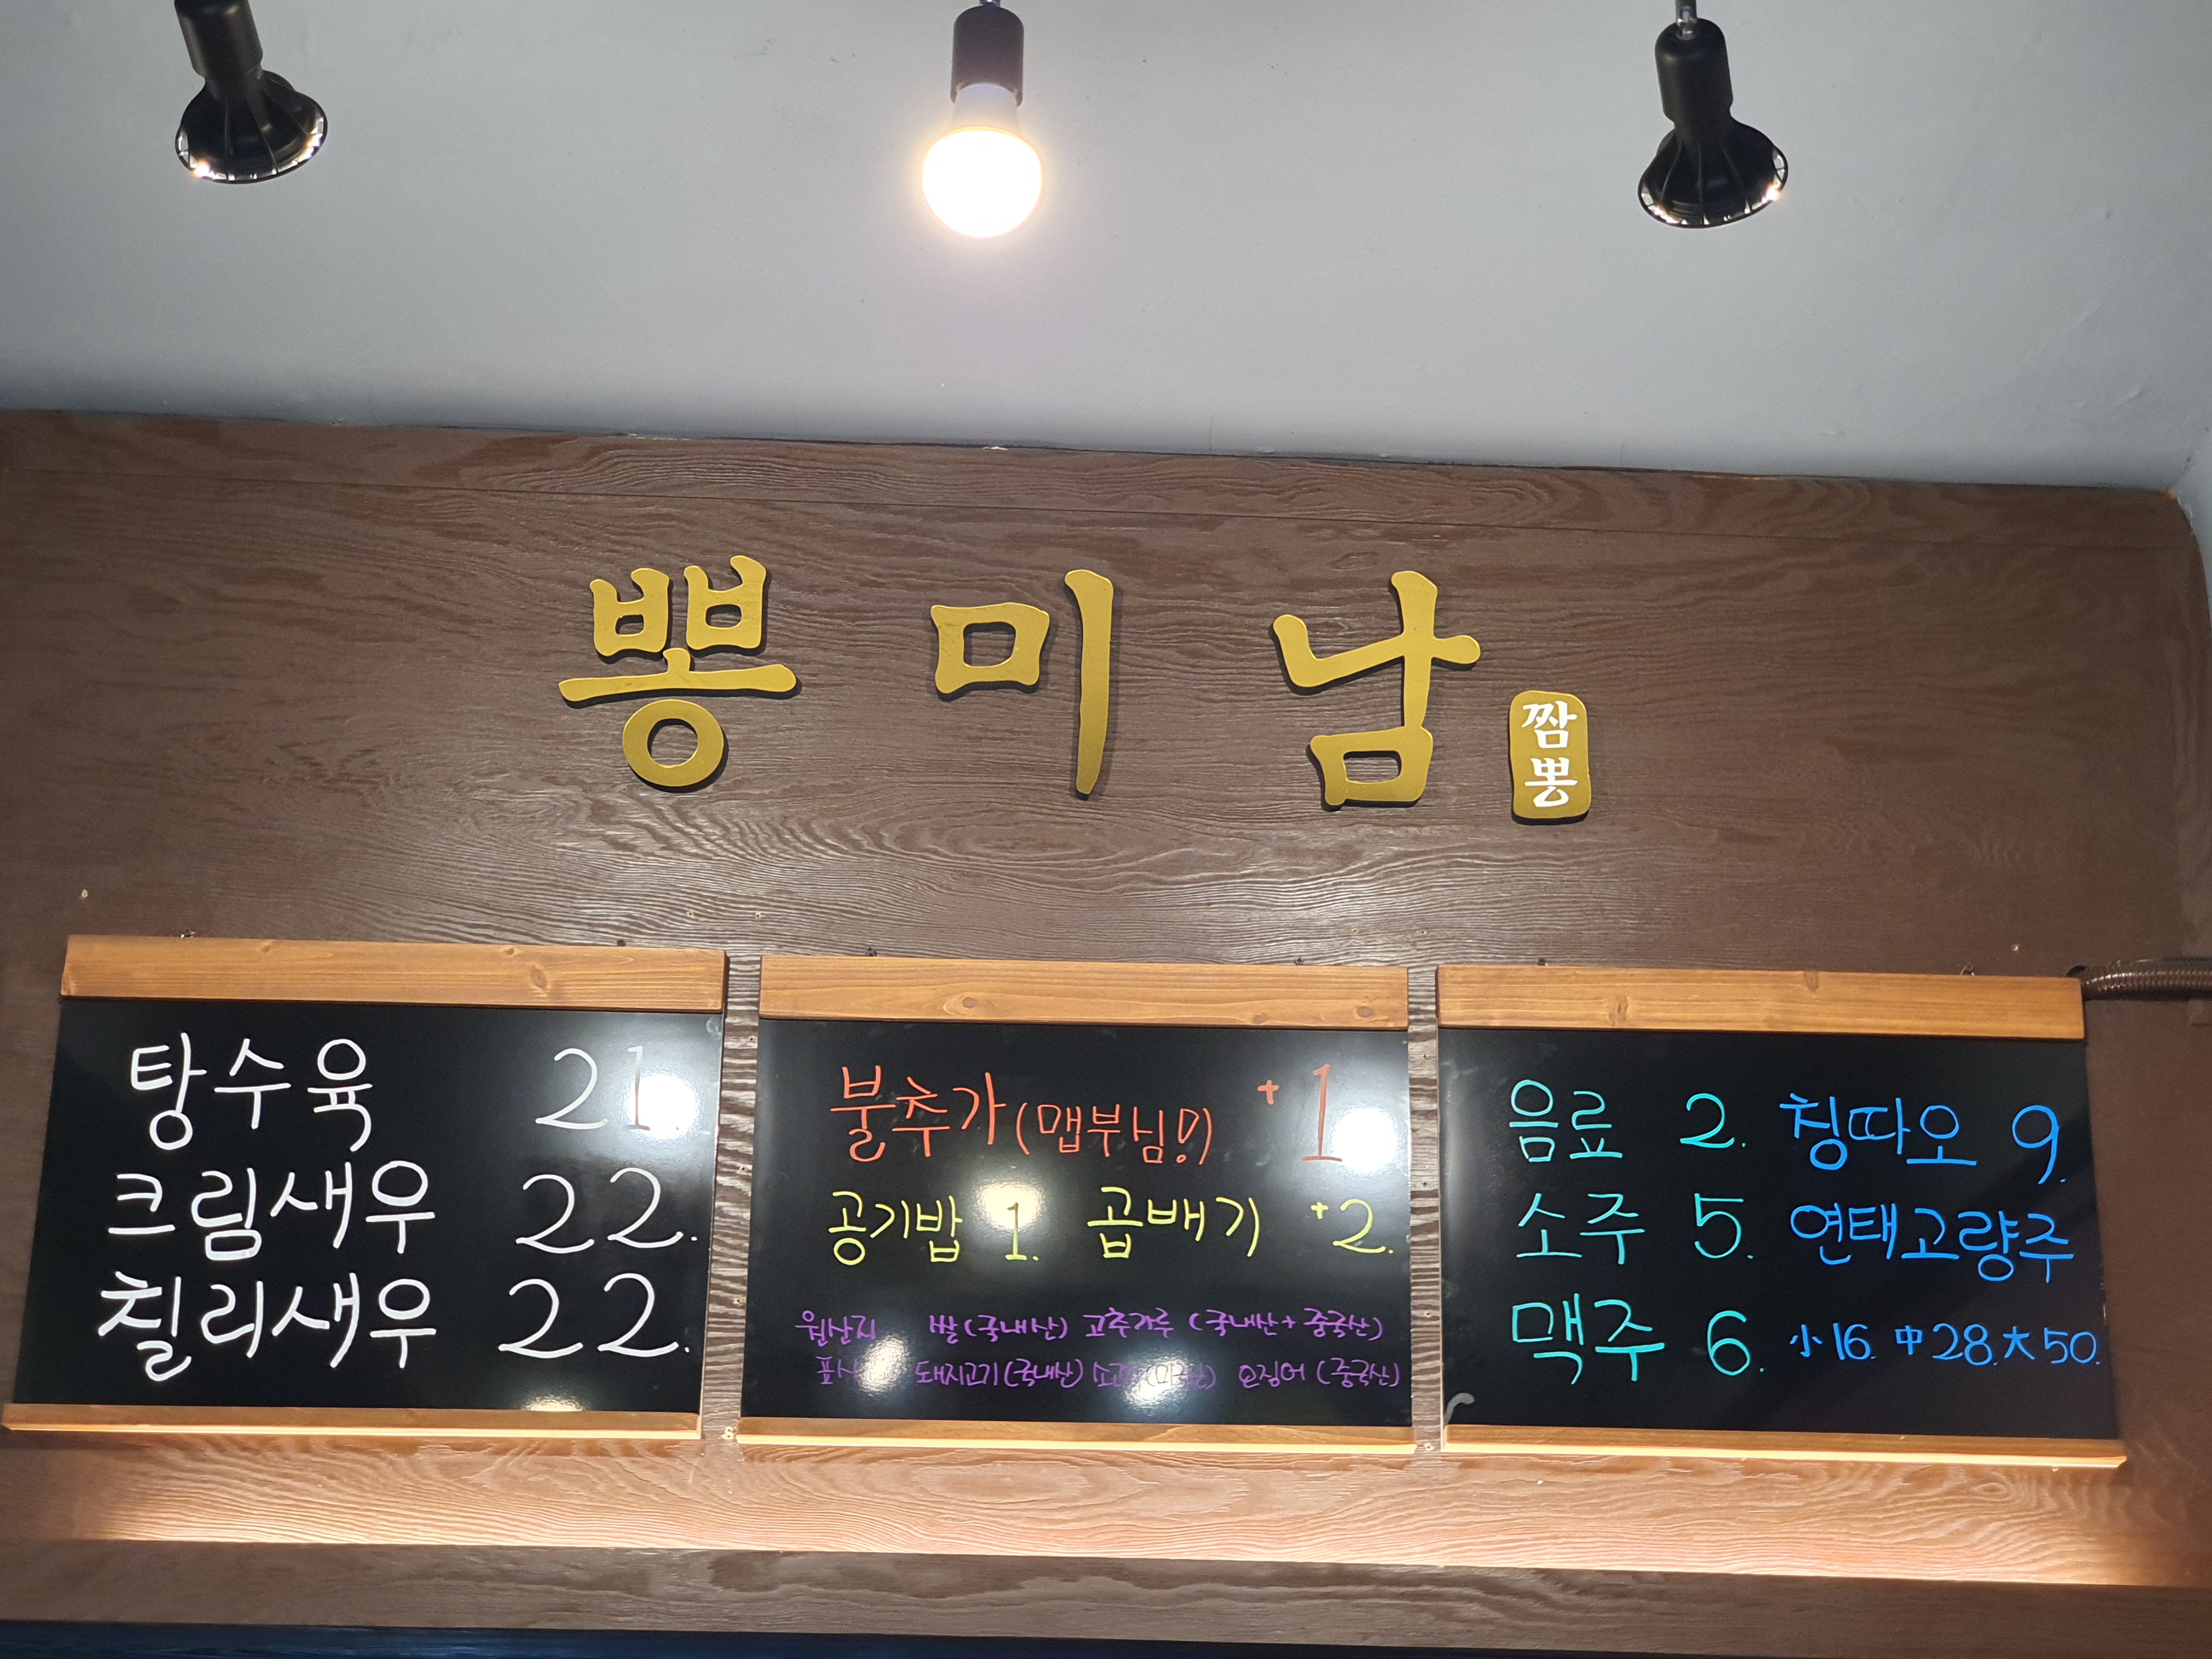 뽕미남
짬뽕
탕수육 21.
크림새우 22.
칠리새우 22.
불추가(맵부심!) +1
공기밥 1. 곱배기 +2.
원산지 쌀(국내산) 고추가루 (국내산+중국산)
돼지고기(국내산) 오징어 (중국산)
음료 2. 칭따오 9.
소주 5. 연태고량주
맥주 6. 小16. 中28. 大50.